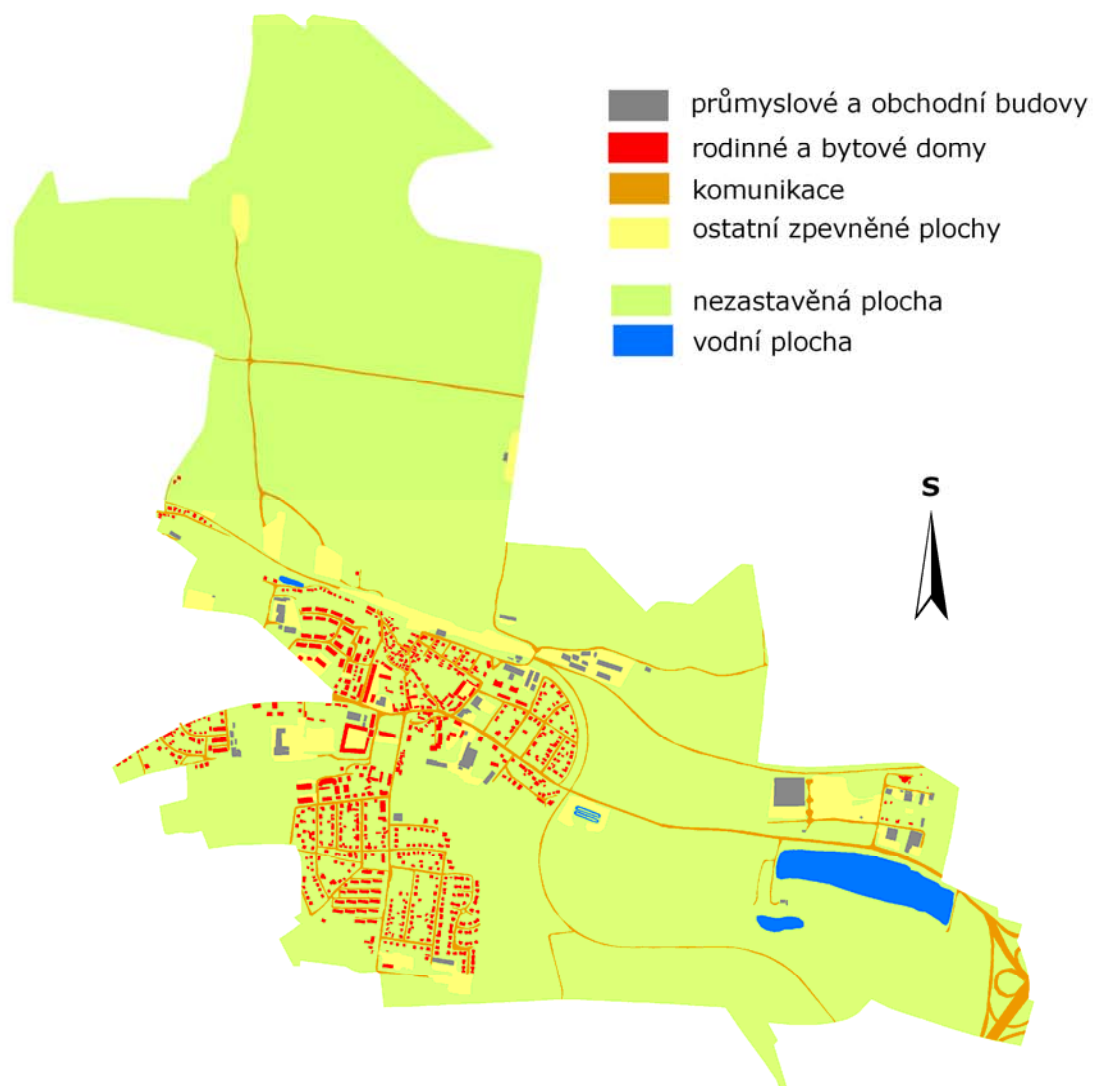 průmyslové a obchodní budovy
rodinné a bytové domy
komunikace
ostatní zpevněné plochy
nezastavěná plocha
vodní plocha
S